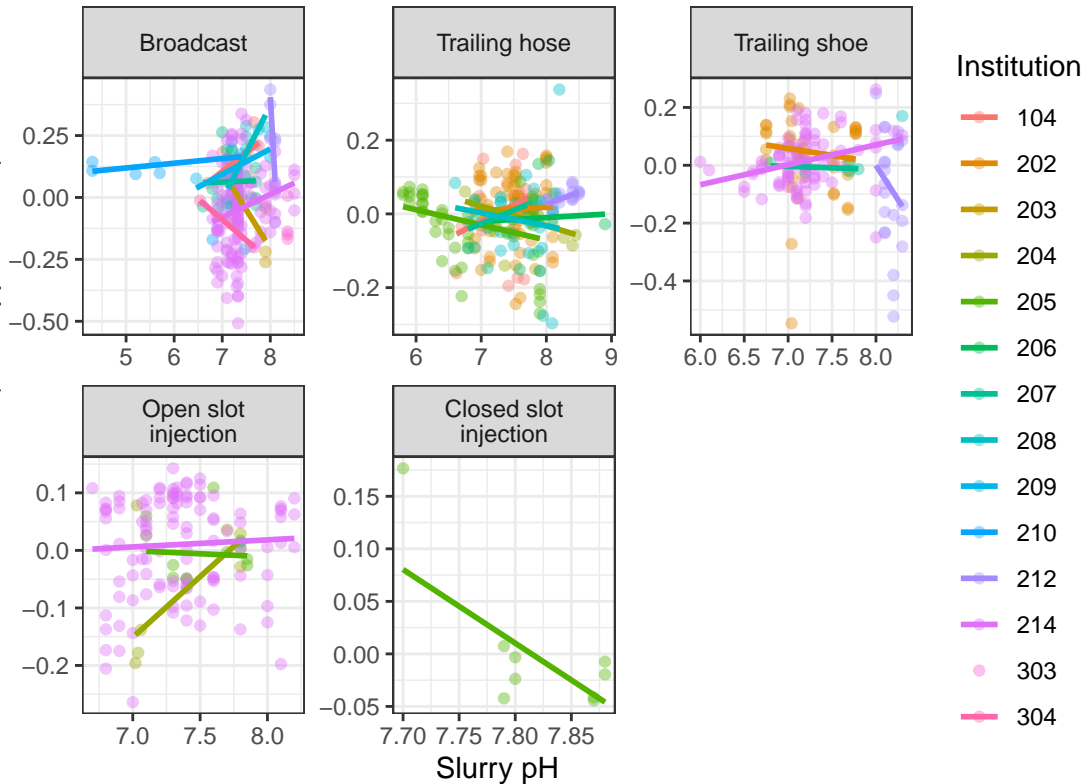 Broadcast
Trailing hose
Trailing shoe
0.25
0.00
−0.25
−0.50
5 6 7 8
0.2
0.0
−0.2
6 7 8 9
0.2
0.0
−0.2
−0.4
6.0 6.5 7.0 7.5 8.0
Open slot
injection
Closed slot
injection
0.1
0.0
−0.1
−0.2
7.0 7.5 8.0
0.15
0.10
0.05
0.00
−0.05
7.70 7.75 7.80 7.85
Slurry pH
Institution
104
202
203
204
205
206
207
208
209
210
212
214
303
304